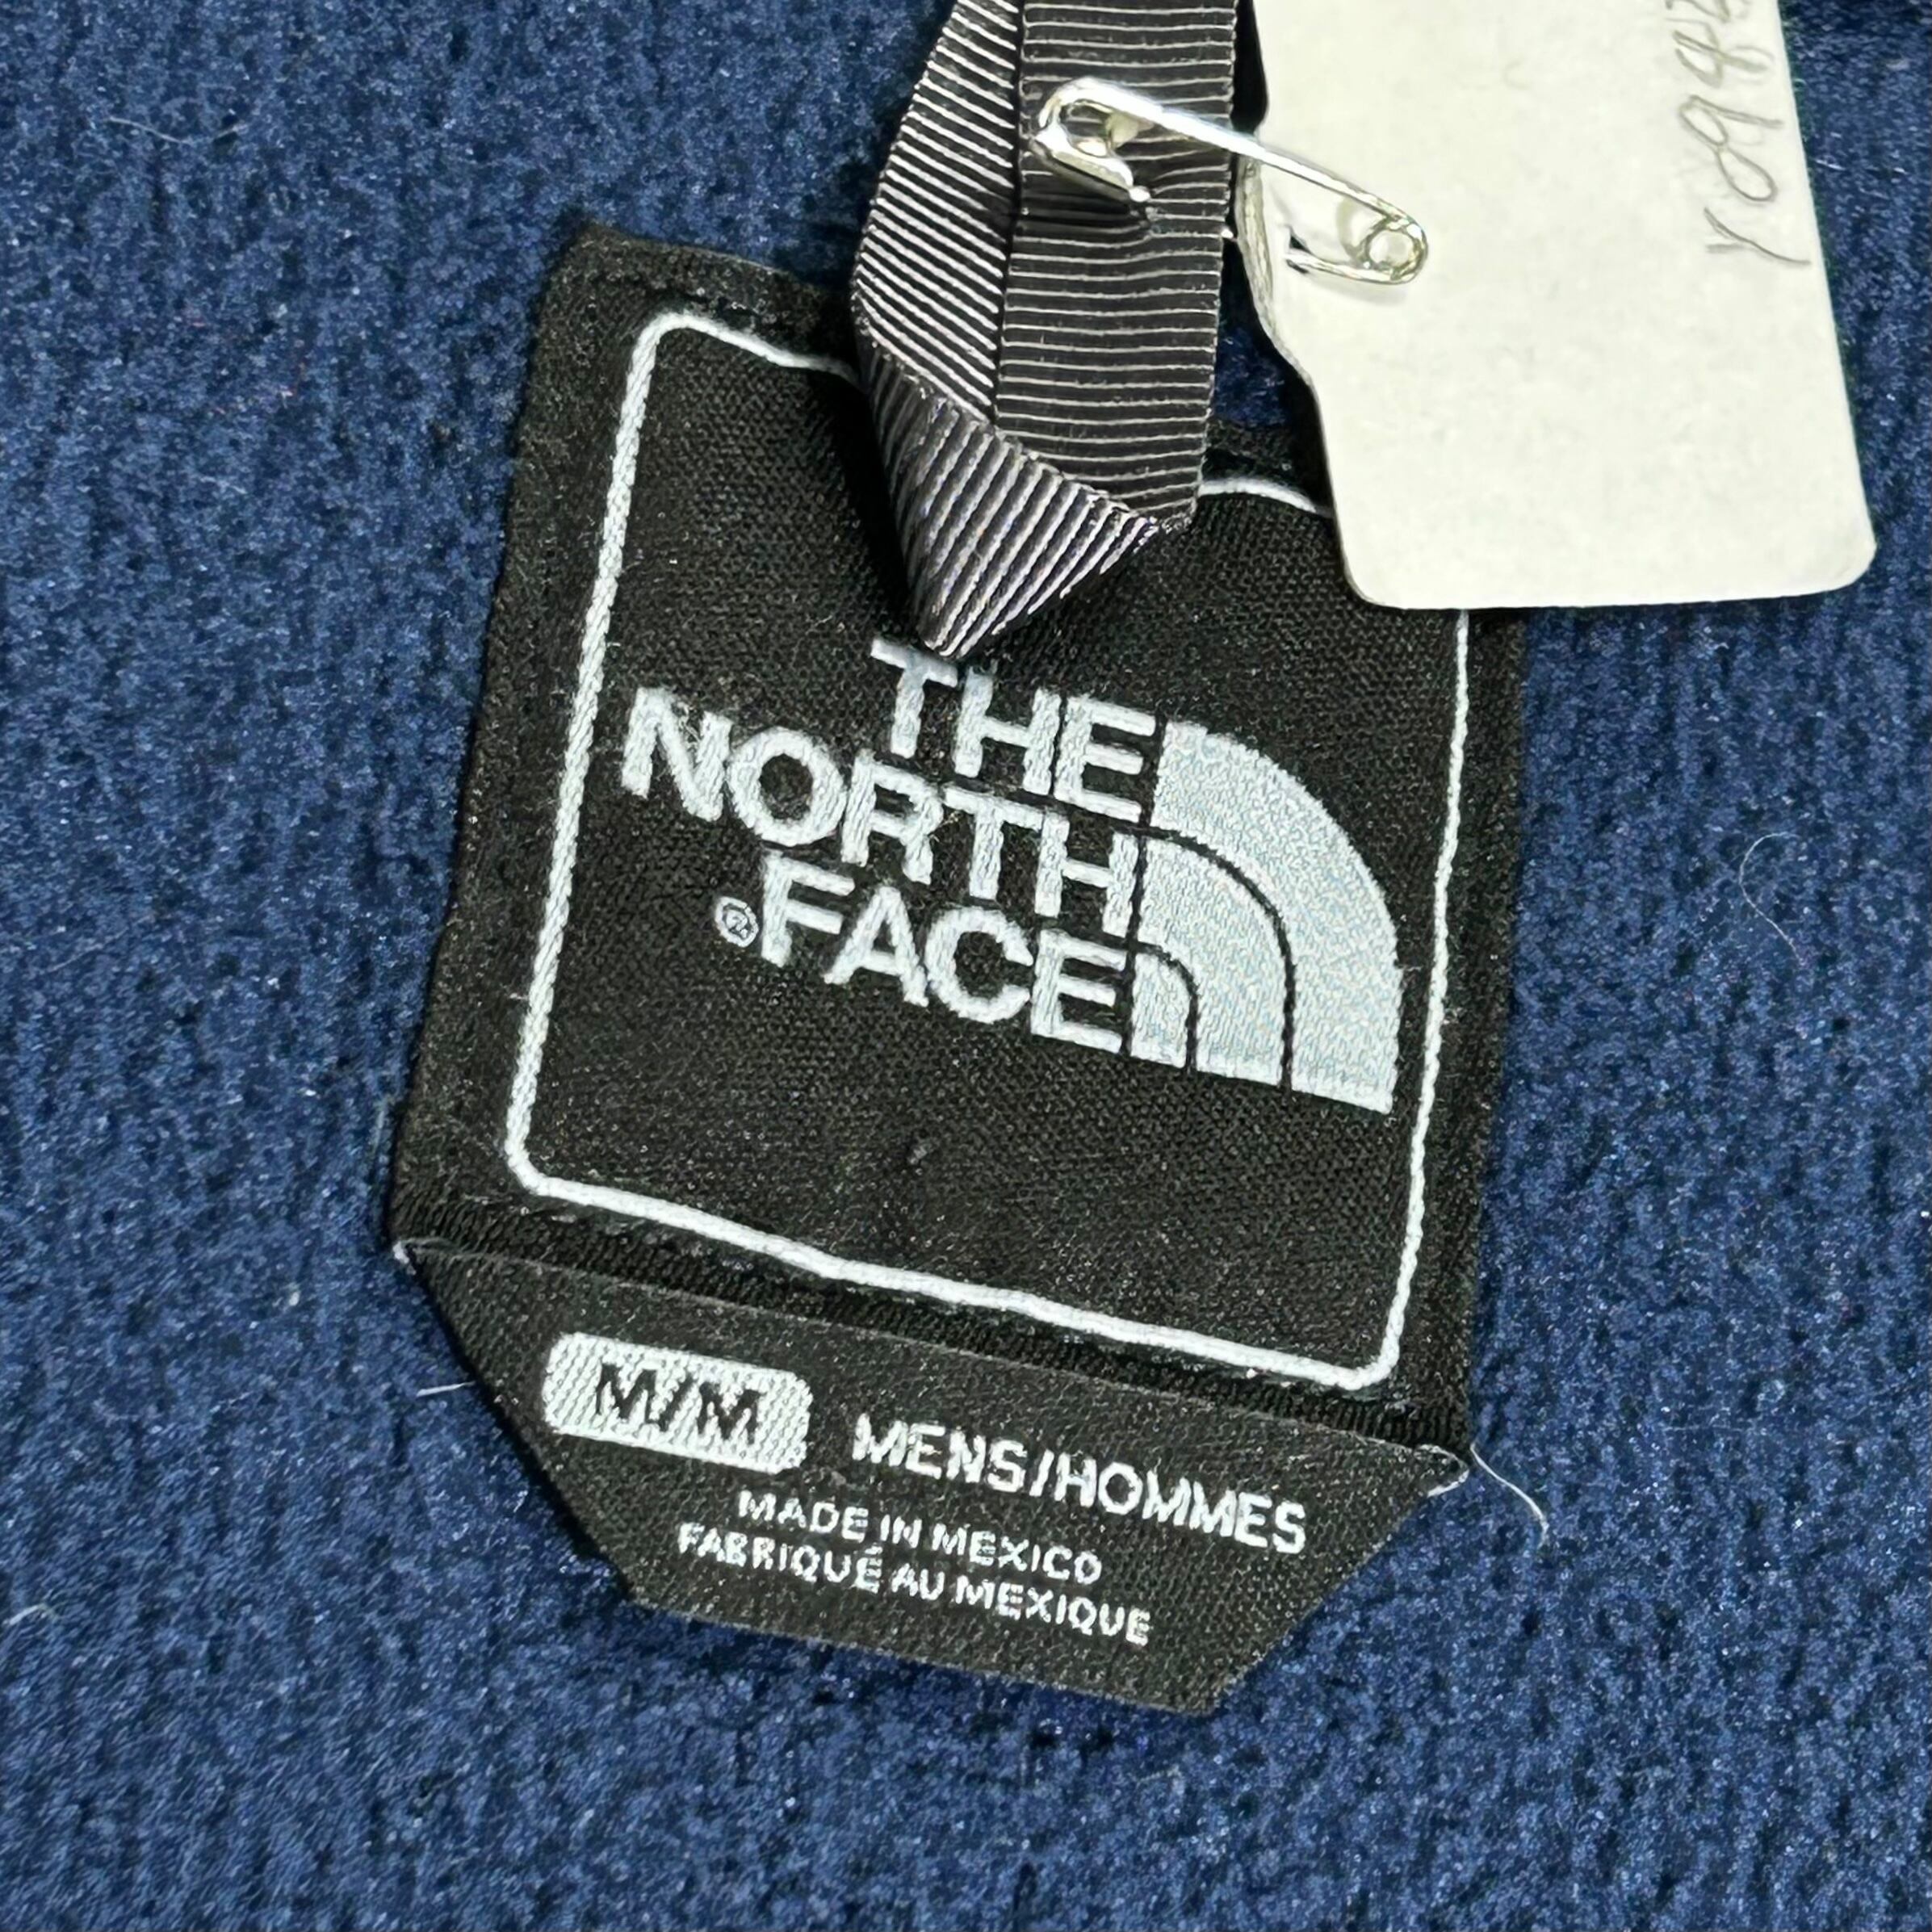 THE
NORTH
FACE
®
M/M MENS/HOMMES
MADE IN MEXICO
FABRIQUÉ AU MEXIQUE